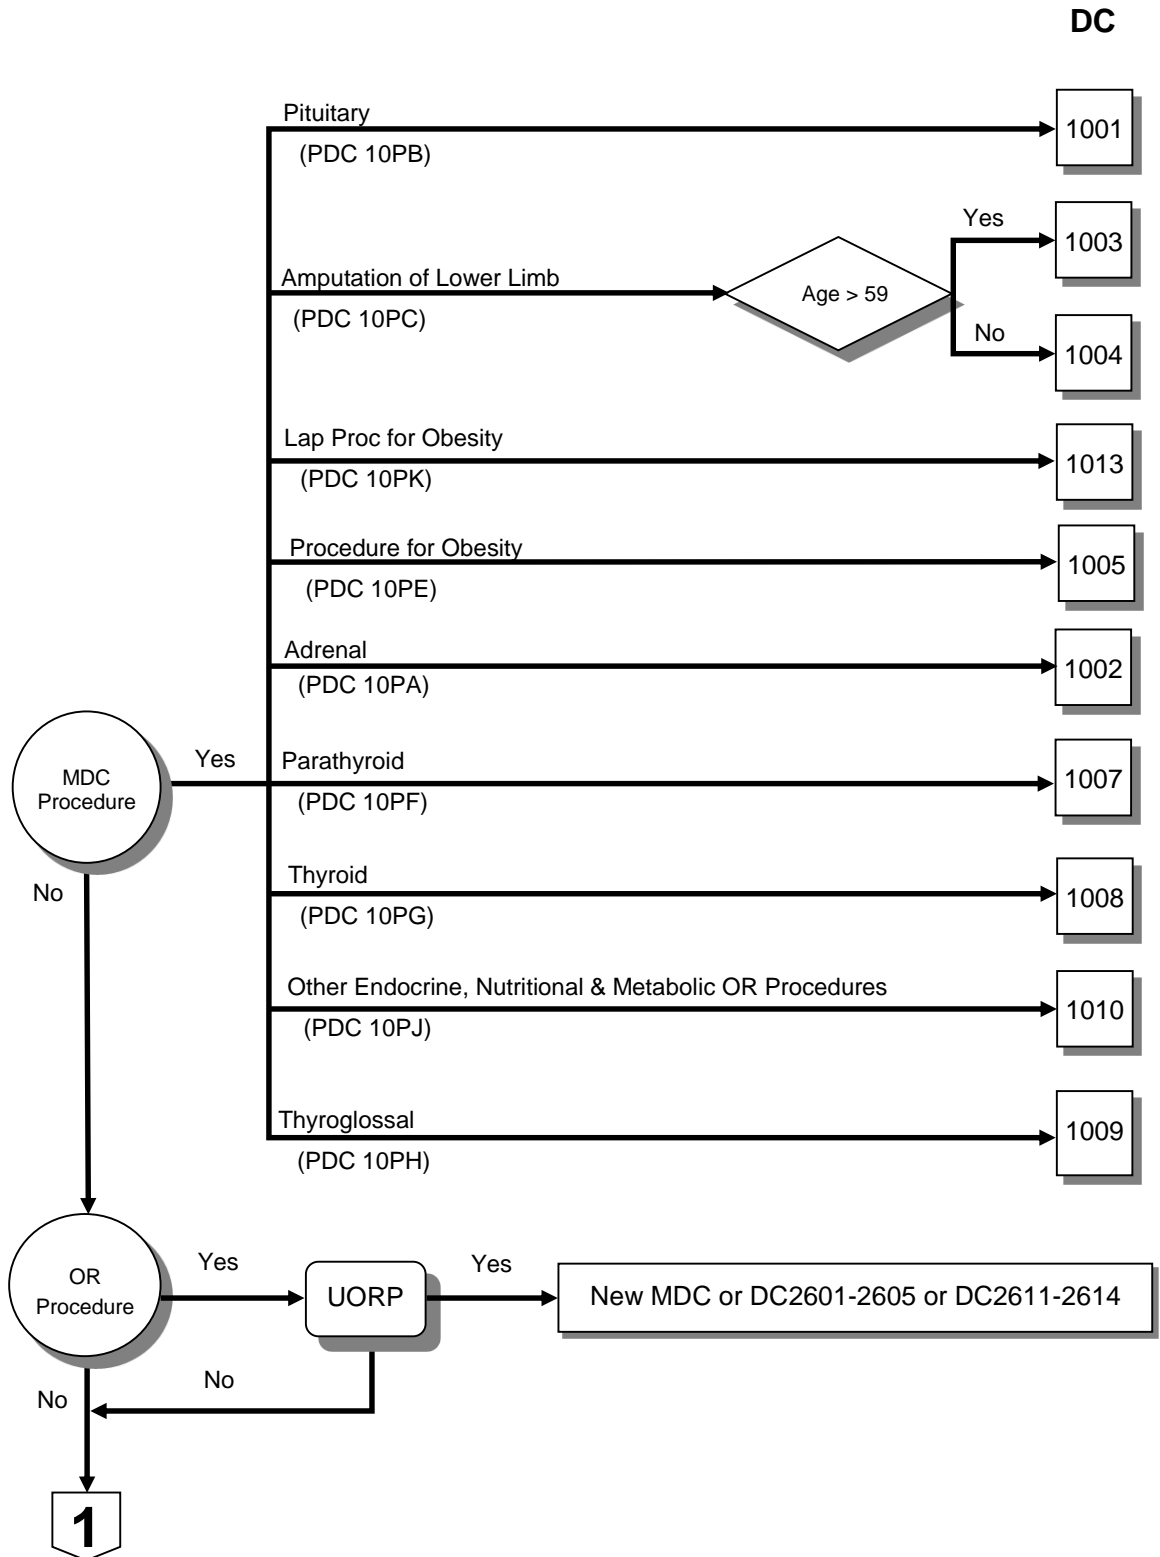 DC
Pituitary
(PDC 10PB)
1001
Yes
1003
Amputation of Lower Limb
(PDC 10PC)
Age > 59
No
1004
Lap Proc for Obesity
(PDC 10PK)
1013
Procedure for Obesity
(PDC 10PE)
1005
Adrenal
(PDC 10PA)
1002
MDC
Procedure
Yes
Parathyroid
(PDC 10PF)
1007
No
Thyroid
(PDC 10PG)
1008
Other Endocrine, Nutritional & Metabolic OR Procedures
(PDC 10PJ)
1010
Thyroglossal
(PDC 10PH)
1009
OR
Procedure
Yes
UORP
Yes
New MDC or DC2601-2605 or DC2611-2614
No
No
1